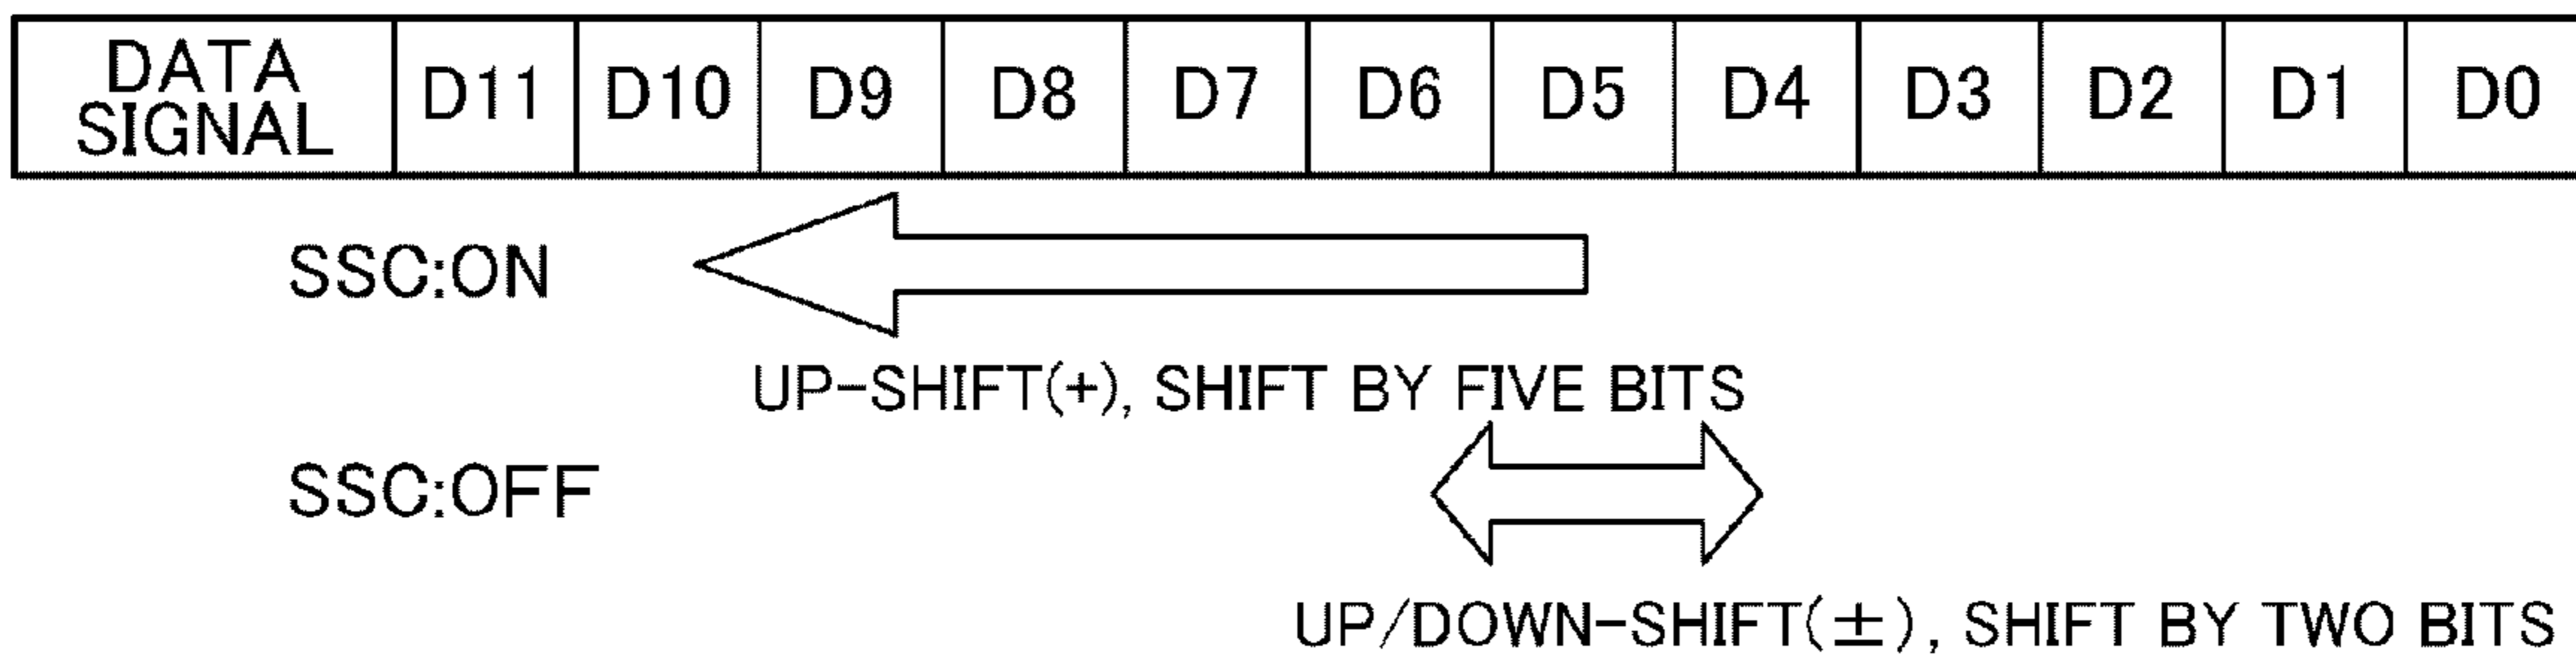 DATA SIGNAL D11 D10 D9 D8 D7 D6 D5 D4 D3 D2 D1 D0
SSC:ON
UP-SHIFT(+), SHIFT BY FIVE BITS
SSC:OFF
UP/DOWN-SHIFT(±), SHIFT BY TWO BITS